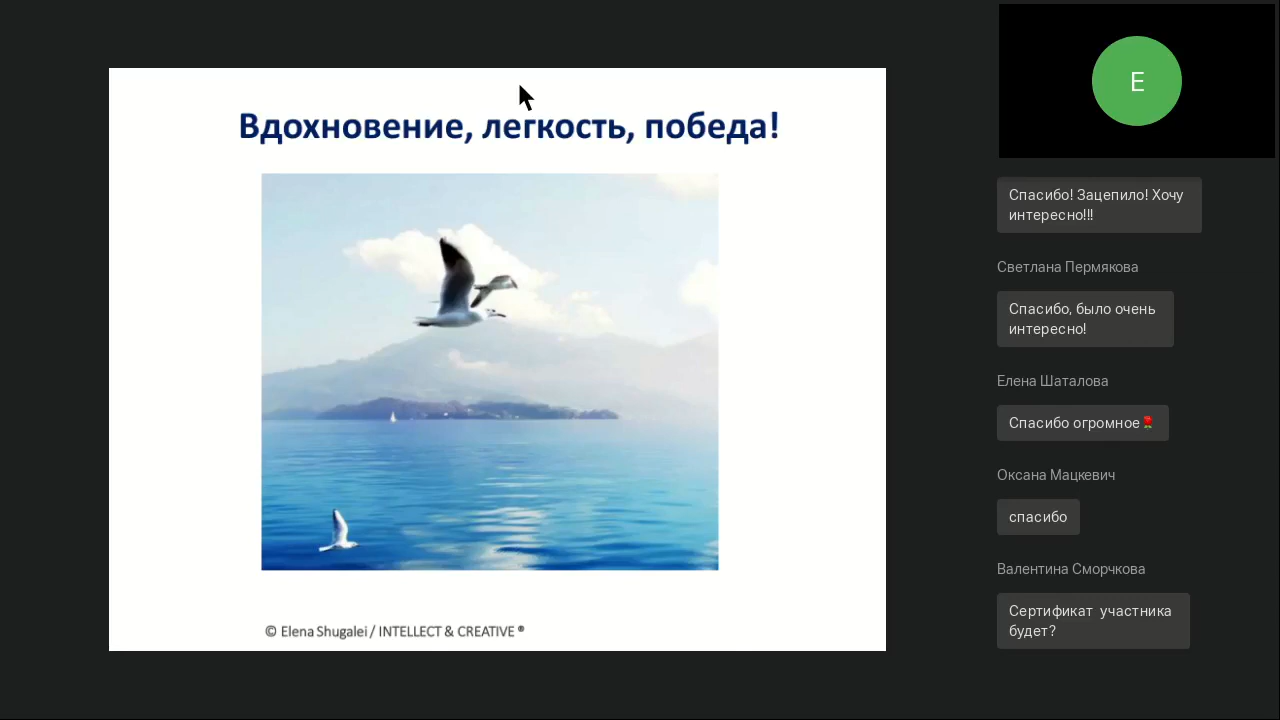 Вдохновение, легкость, победа!
© Elena Shugalei / INTELLECT & CREATIVE ®
E
Спасибо! Зацепило! Хочу
интересно!!!
Светлана Пермякова
Спасибо, было очень
интересно!
Елена Шаталова
Спасибо огромное🌹
Оксана Мацкевич
спасибо
Валентина Сморчкова
Сертификат участника
будет?